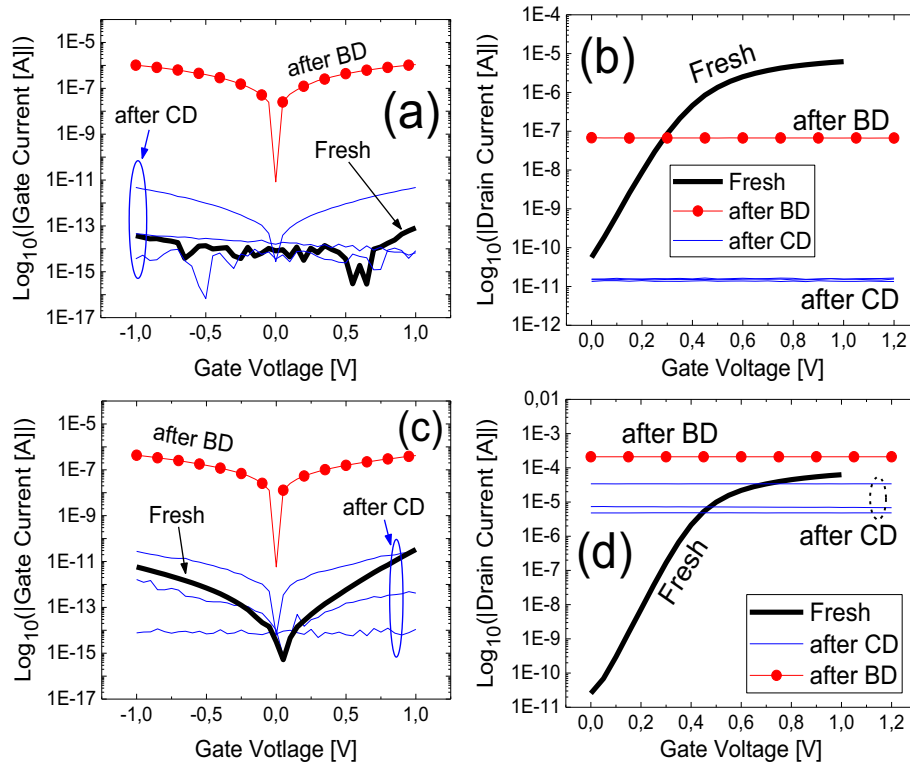 Log10(|Gate Current [A]|)
1E-5
1E-7
1E-9
1E-11
1E-13
1E-15
1E-17
after BD
after CD
(a)
Fresh
-1,0 -0,5 0,0 0,5 1,0
Gate Votlage [V]
Log10(|Drain Current [A]|)
1E-4
1E-5
1E-6
1E-7
1E-8
1E-9
1E-10
1E-11
1E-12
(b)
Fresh
after BD
Fresh
after BD
after CD
after CD
0,0 0,2 0,4 0,6 0,8 1,0 1,2
Gate Voltage [V]
Log10(|Gate Current [A]|)
1E-5
1E-7
1E-9
1E-11
1E-13
1E-15
1E-17
after BD
(c)
Fresh
after CD
-1,0 -0,5 0,0 0,5 1,0
Gate Votlage [V]
Log10(|Drain Current [A]|)
0,01
1E-3
1E-4
1E-5
1E-6
1E-7
1E-8
1E-9
1E-10
1E-11
after BD
after CD
(d)
Fresh
Fresh
after CD
after BD
0,0 0,2 0,4 0,6 0,8 1,0 1,2
Gate Voltage [V]